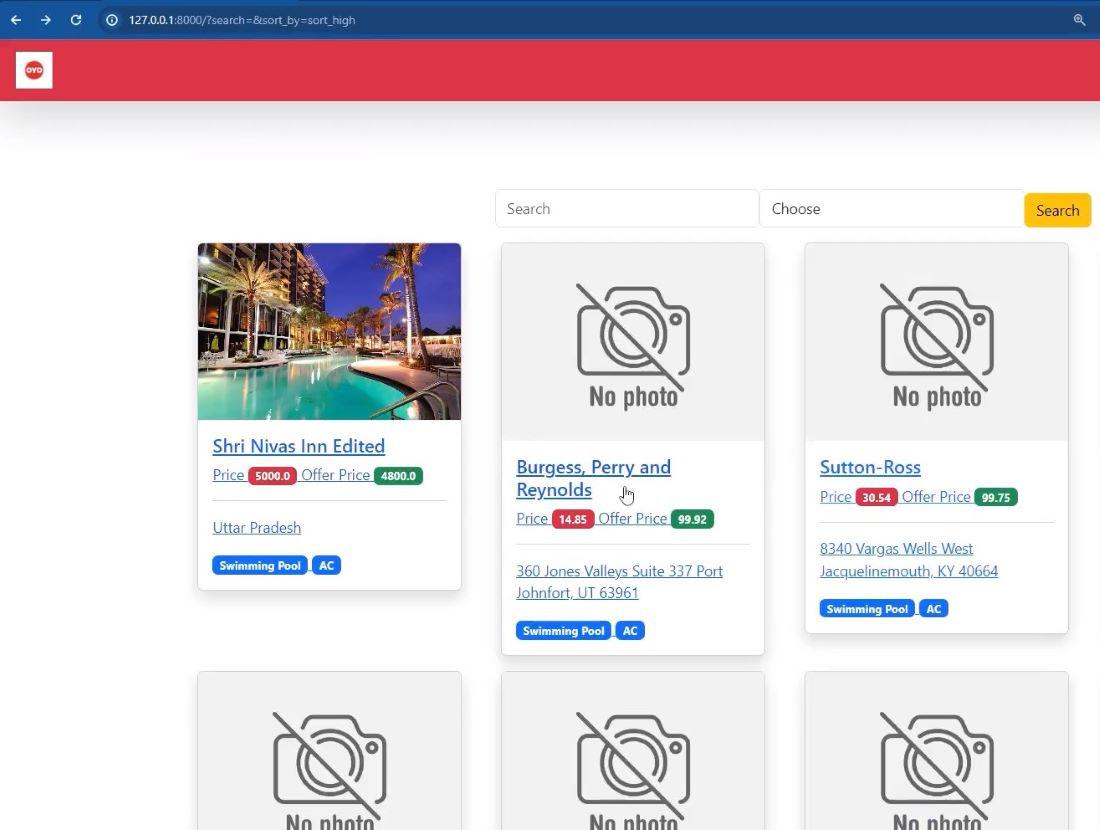 127.0.0.1:8000/?search=&sort_by=sort_high
OYO
Search
Choose
Search
No photo
No photo
Shri Nivas Inn Edited
Price 5000.0 Offer Price 4800.0
Uttar Pradesh
Swimming Pool AC
Burgess, Perry and
Reynolds
Price 14.85 Offer Price 99.92
360 Jones Valleys Suite 337 Port
Johnfort, UT 63961
Swimming Pool AC
Sutton-Ross
Price 30.54 Offer Price 99.75
8340 Vargas Wells West
Jacquelinemouth, KY 40664
Swimming Pool AC
No photo
No photo
No photo